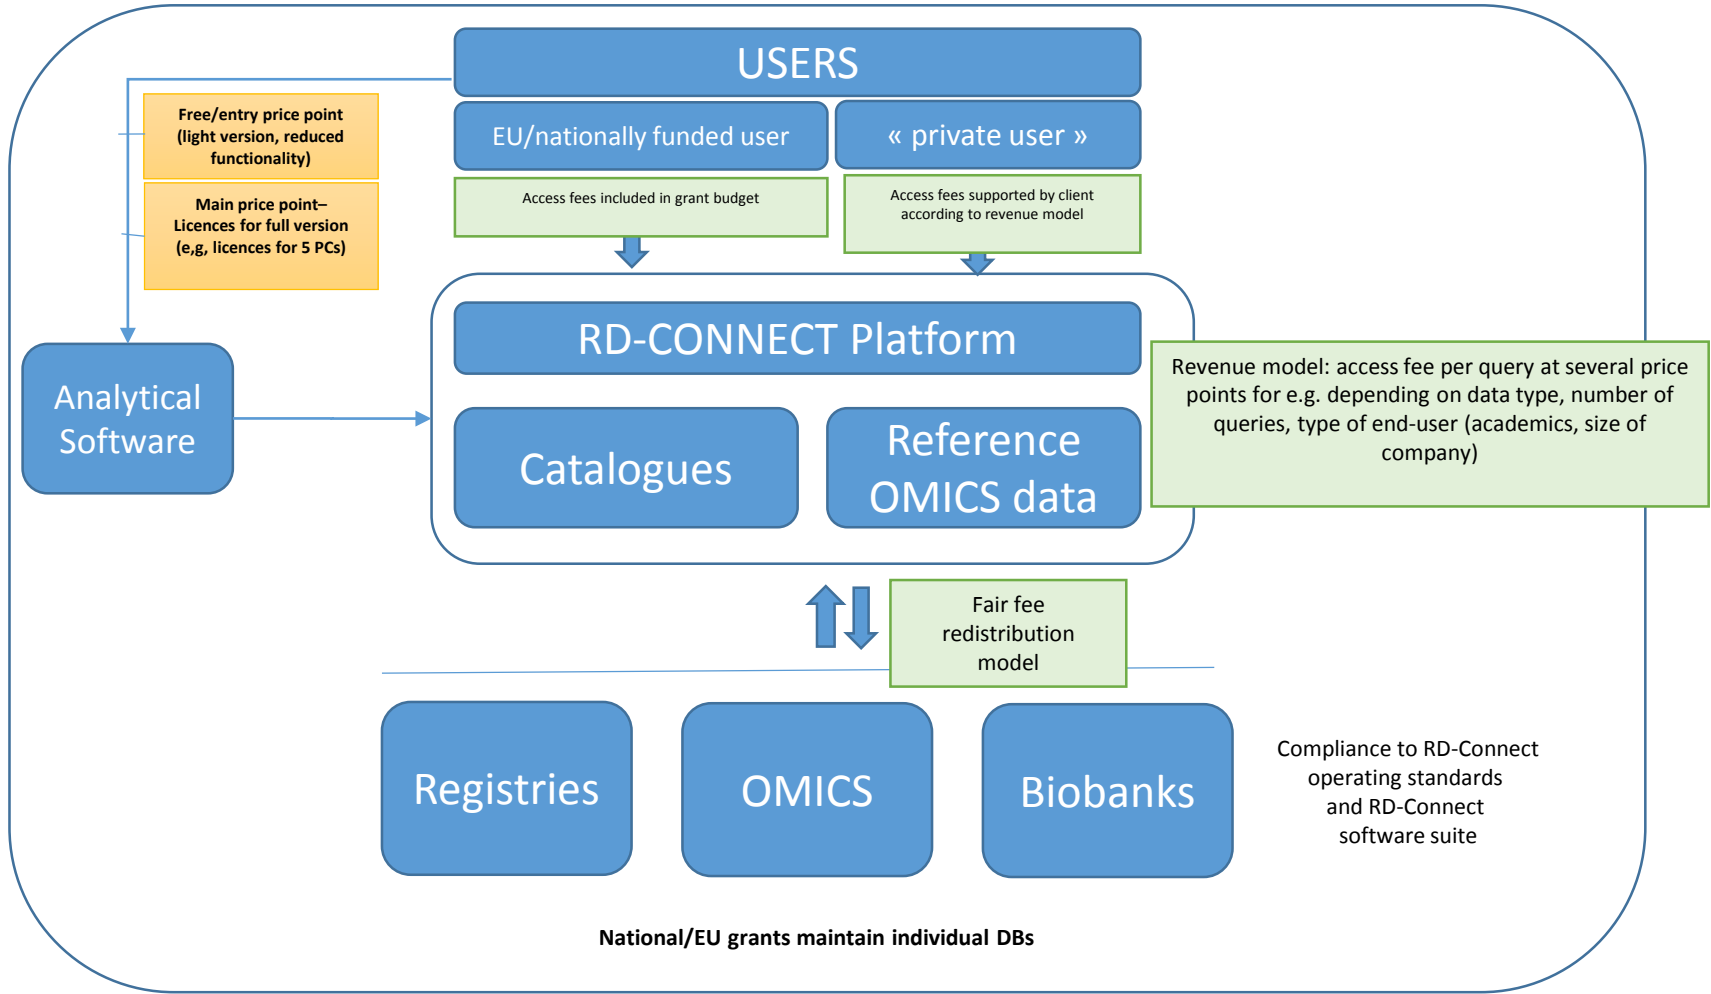 USERS
EU/nationally funded user
« private user »
Free/entry price point
(light version, reduced
functionality)
Main price point–
Licences for full version
(e,g, licences for 5 PCs)
Access fees included in grant budget
Access fees supported by client
according to revenue model
RD-CONNECT Platform
Analytical
Software
Catalogues
Reference
OMICS data
Revenue model: access fee per query at several price
points for e.g. depending on data type, number of
queries, type of end-user (academics, size of
company)
Fair fee
redistribution
model
Registries
OMICS
Biobanks
Compliance to RD-Connect
operating standards
and RD-Connect
software suite
National/EU grants maintain individual DBs